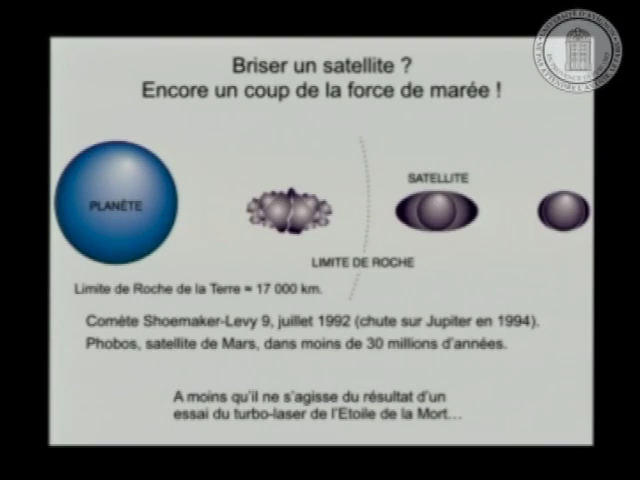 Briser un satellite ?
Encore un coup de la force de marée !
SATELLITE
PLANÈTE
LIMITE DE ROCHE
Limite de Roche de la Terre ≈ 17 000 km.
Comète Shoemaker-Levy 9, juillet 1992 (chute sur Jupiter en 1994).
Phobos, satellite de Mars, dans moins de 30 millions d'années.
A moins qu'il ne s'agisse du résultat d'un
essai du turbo-laser de l'Etoile de la Mort...